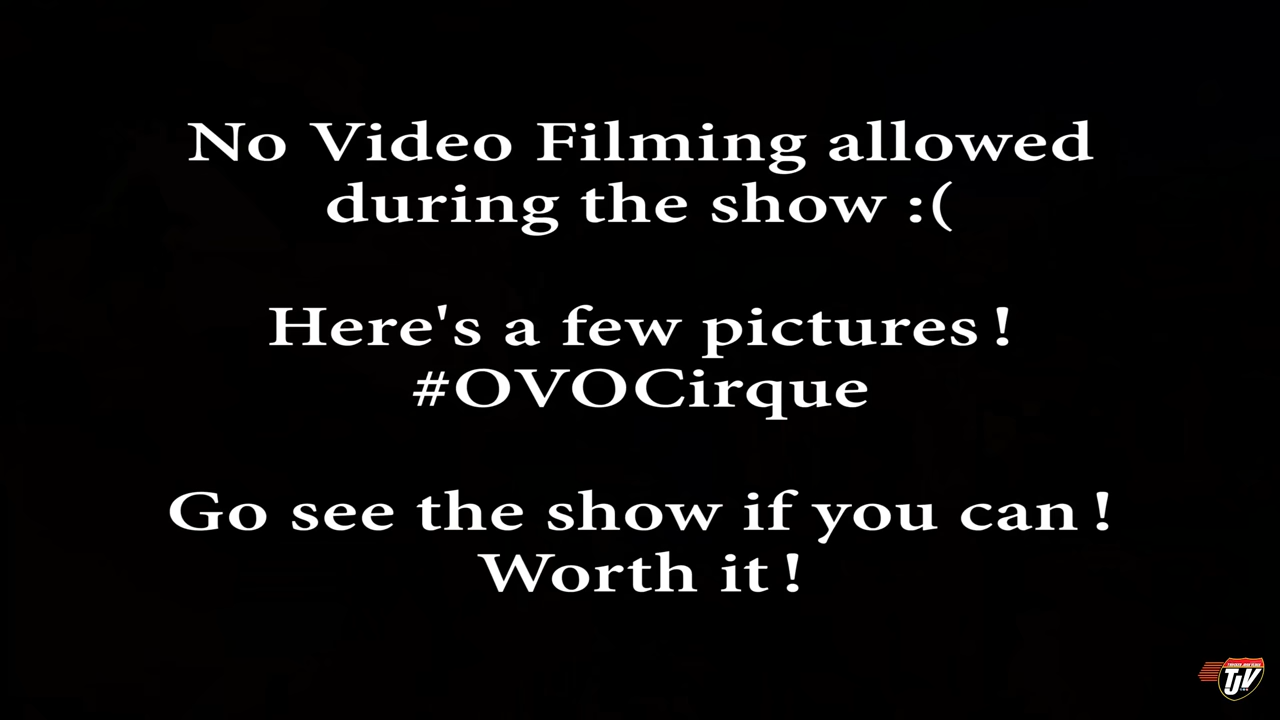 No Video Filming allowed
during the show :(
Here's a few pictures!
#OVOCirque
Go see the show if you can!
Worth it!
TJV